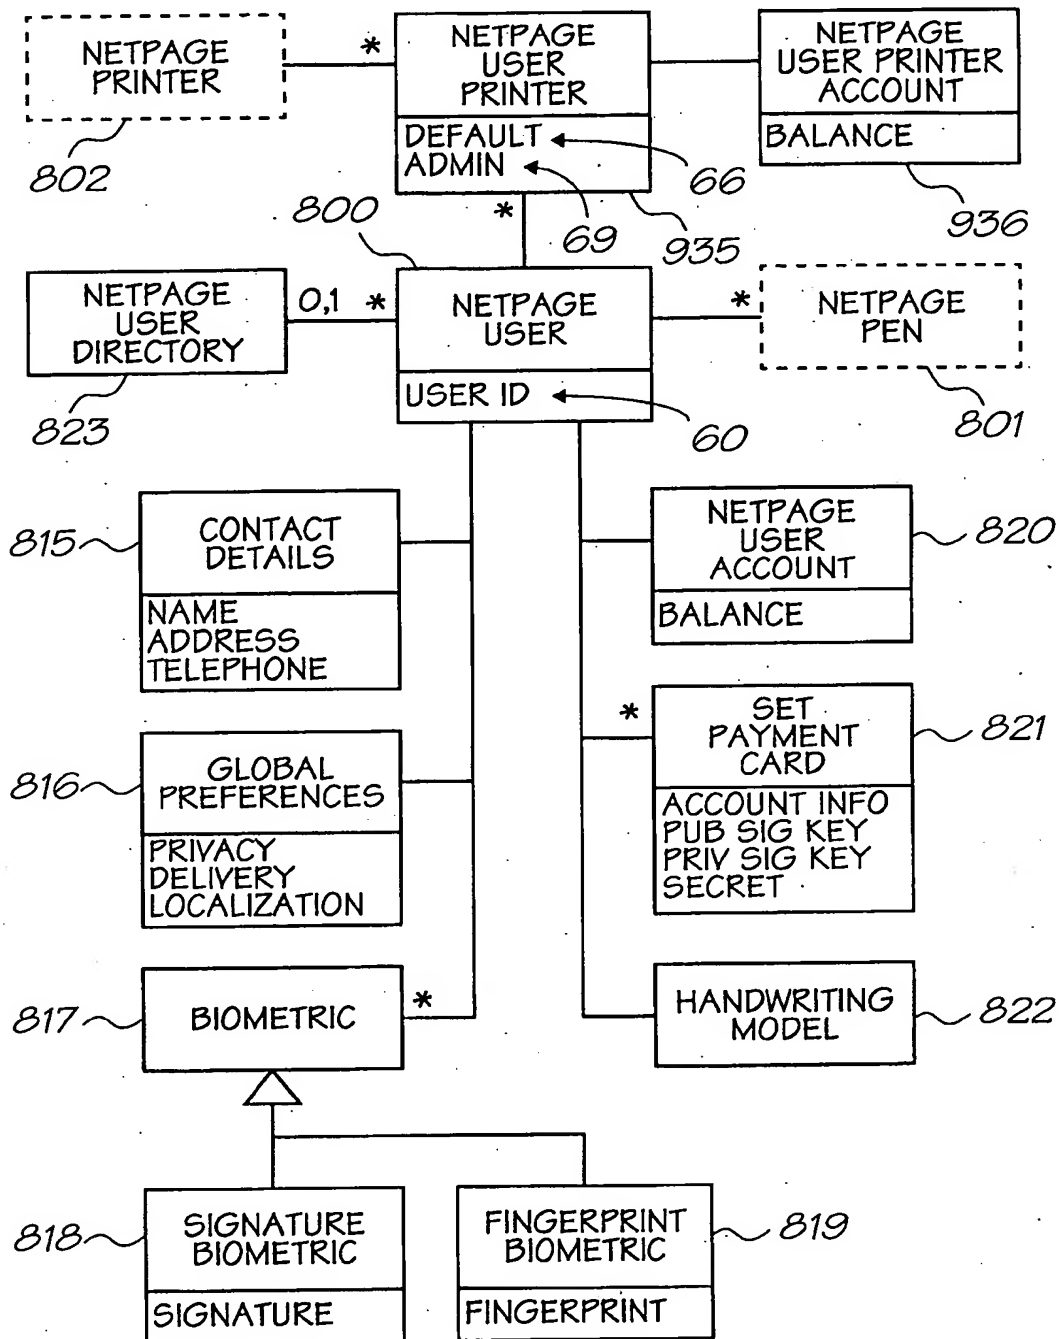 NETPAGE
PRINTER
802
*
NETPAGE
USER
PRINTER
DEFAULT
ADMIN
66
69
935
NETPAGE
USER PRINTER
ACCOUNT
BALANCE
936
800
*
NETPAGE
USER
DIRECTORY
823
0,1
*
NETPAGE
USER
USER ID
60
*
NETPAGE
PEN
801
815
CONTACT
DETAILS
NAME
ADDRESS
TELEPHONE
NETPAGE
USER
ACCOUNT
BALANCE
820
816
GLOBAL
PREFERENCES
PRIVACY
DELIVERY
LOCALIZATION
*
SET
PAYMENT
CARD
ACCOUNT INFO
PUB SIG KEY
PRIV SIG KEY
SECRET
821
817
BIOMETRIC
*
HANDWRITING
MODEL
822
818
SIGNATURE
BIOMETRIC
SIGNATURE
FINGERPRINT
BIOMETRIC
FINGERPRINT
819